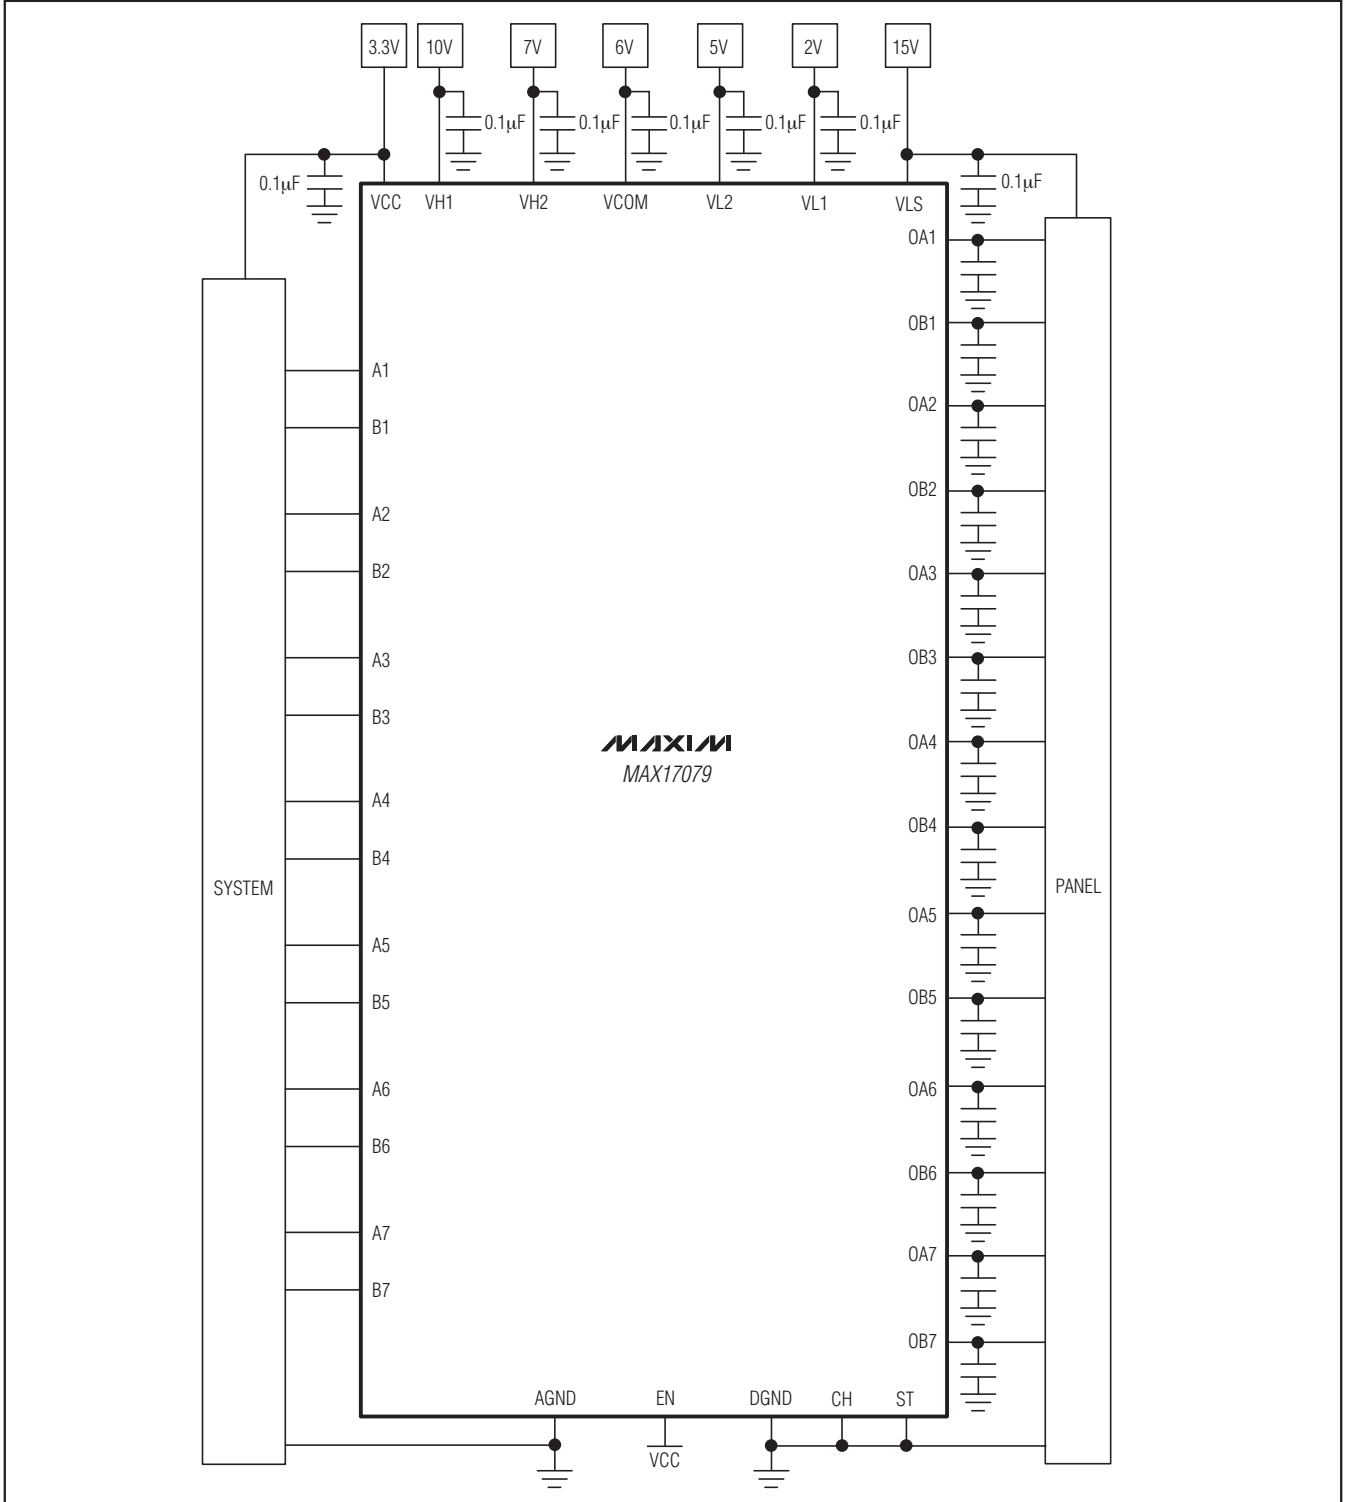 3.3V 10V 7V 6V 5V 2V 15V
0.1µF 0.1µF 0.1µF 0.1µF 0.1µF
0.1µF 0.1µF
VCC VH1 VH2 VCOM VL2 VL1 VLS
OA1
OB1
A1
OA2
B1
OB2
A2
B2
OA3
A3
OB3
B3
OA4
MAXIM
MAX17079
A4
OB4
B4
SYSTEM
PANEL
OA5
A5
OB5
B5
A6
OA6
B6
OB6
A7
OA7
B7
OB7
AGND EN DGND CH ST
VCC